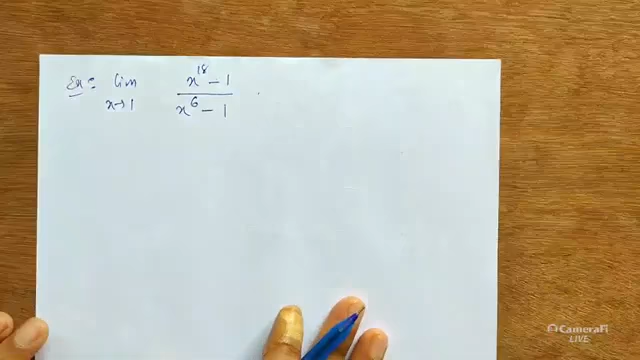 Ex:- lim x→1 (x^18 - 1)/(x^6 - 1)
CameraFi
LIVE